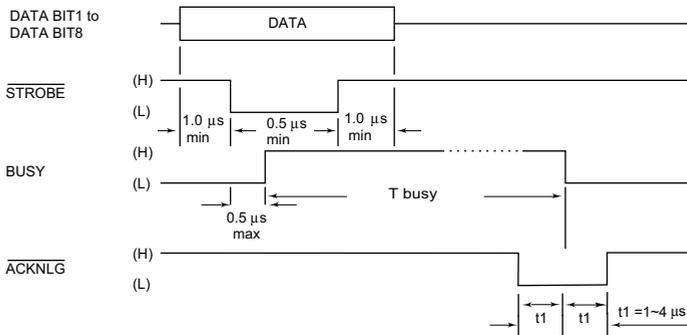 DATA BIT1 to
DATA BIT8
DATA
STROBE
(H)
(L)
1.0 µs
min
0.5 µs
min
1.0 µs
min
BUSY
(H)
(L)
T busy
0.5 µs
max
ACKNLG
(H)
(L)
t1
t1
t1 =1~4 µs